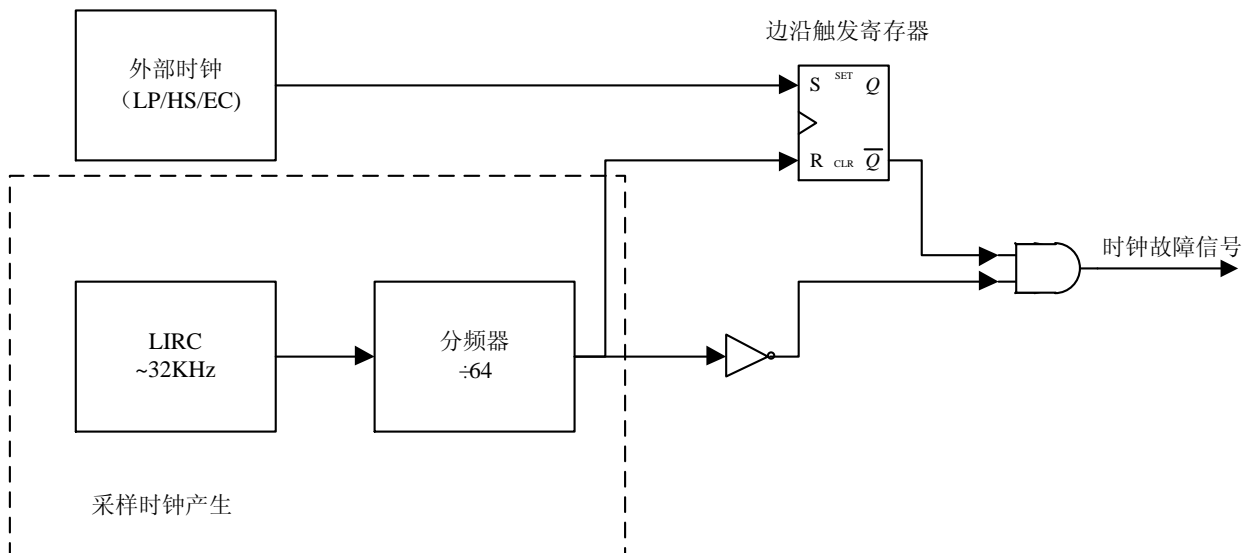 边沿触发寄存器
外部时钟
（LP/HS/EC)
S SET Q
R CLR Q
时钟故障信号
LIRC
~32KHz
分频器
÷64
采样时钟产生